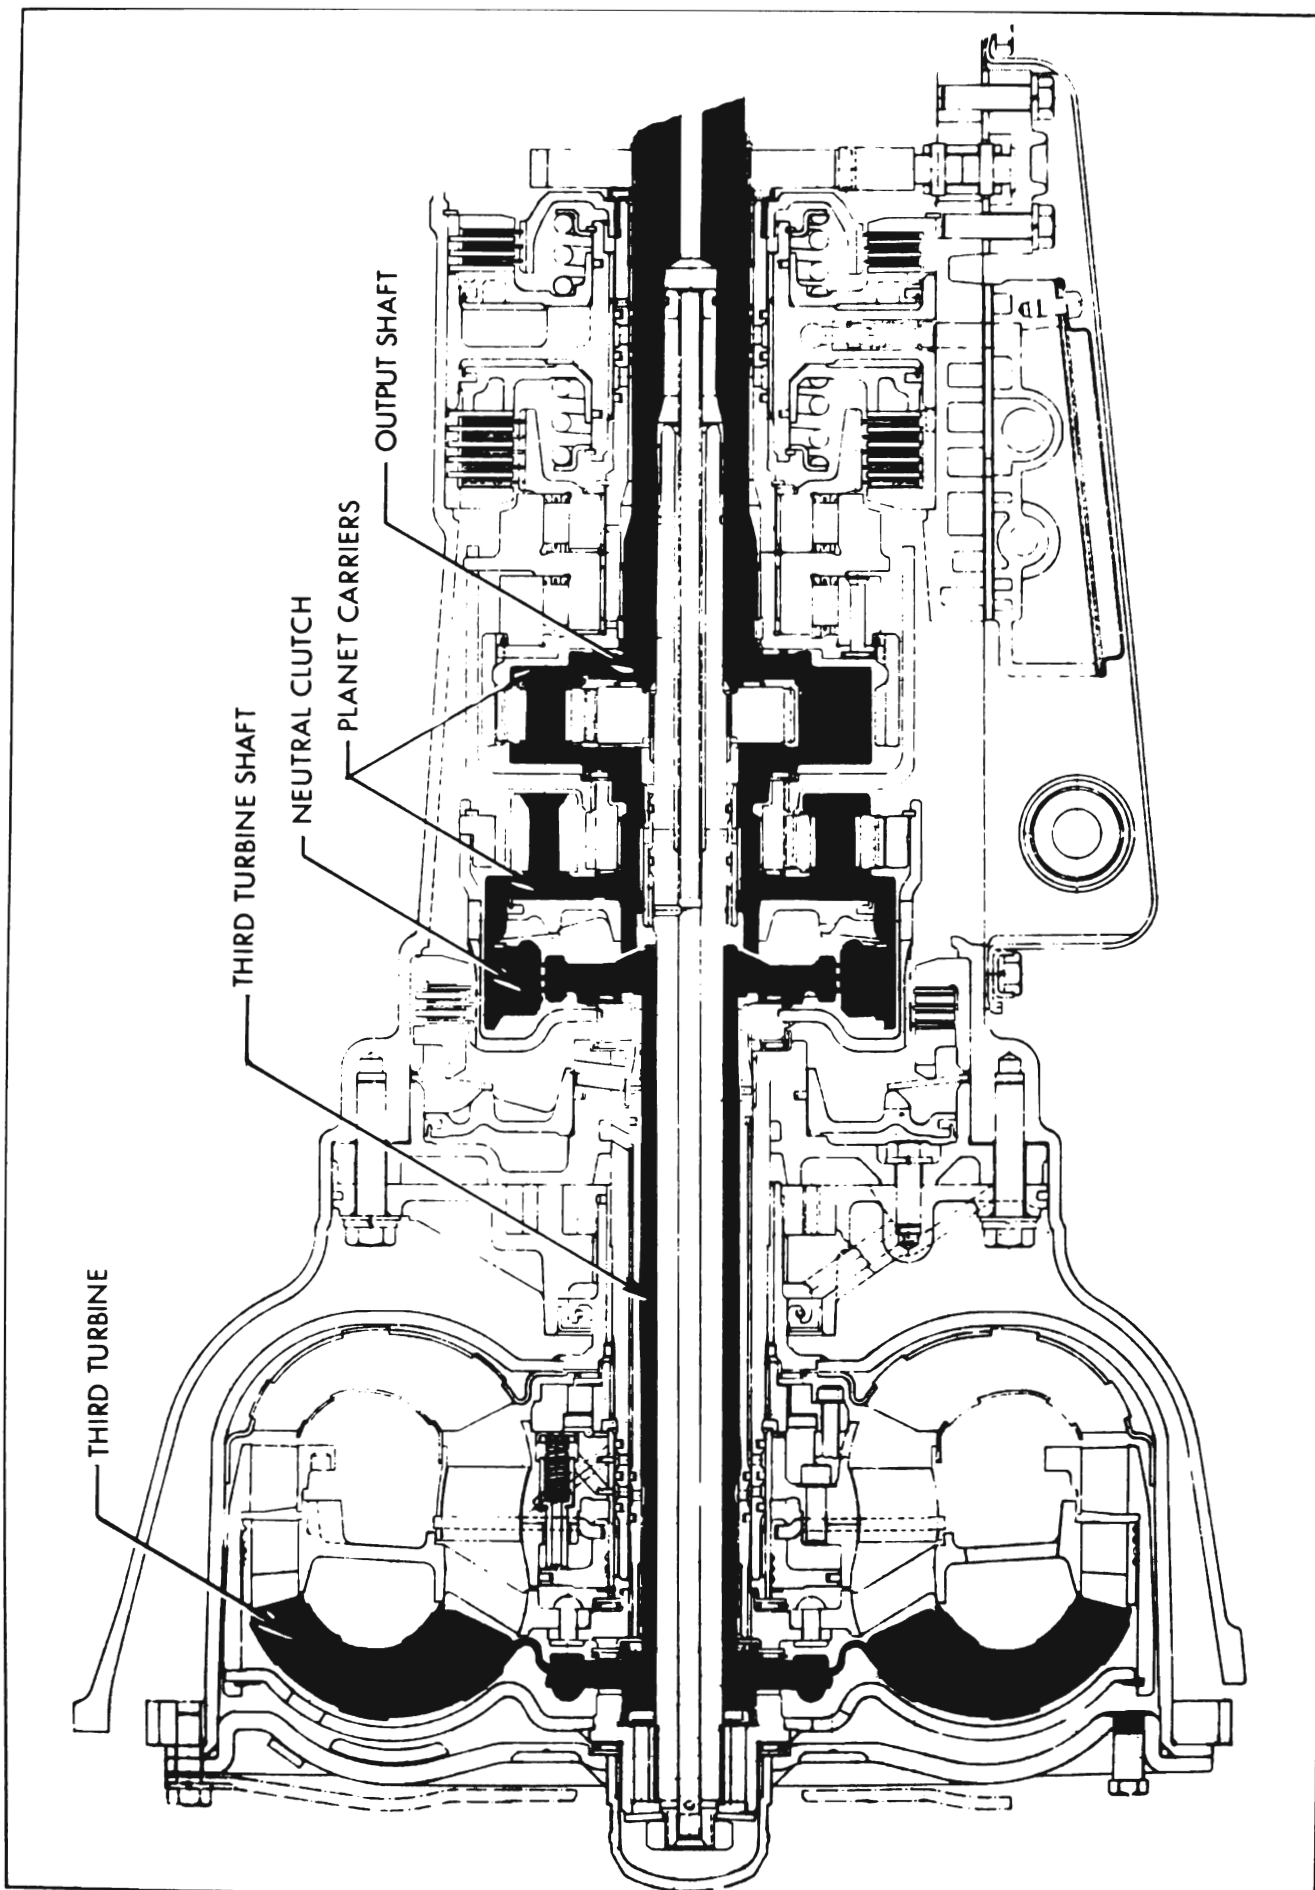 THIRD TURBINE
THIRD TURBINE SHAFT
NEUTRAL CLUTCH
PLANET CARRIERS
OUTPUT SHAFT